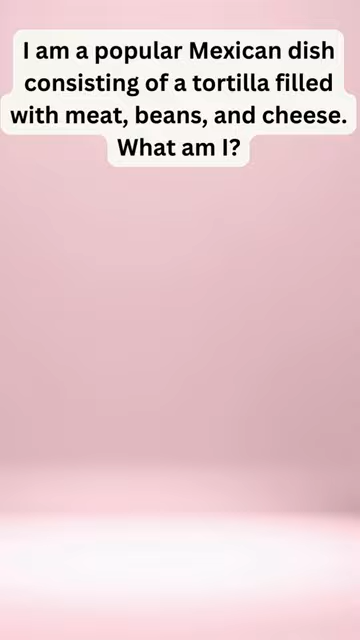 I am a popular Mexican dish
consisting of a tortilla filled
with meat, beans, and cheese.
What am I?